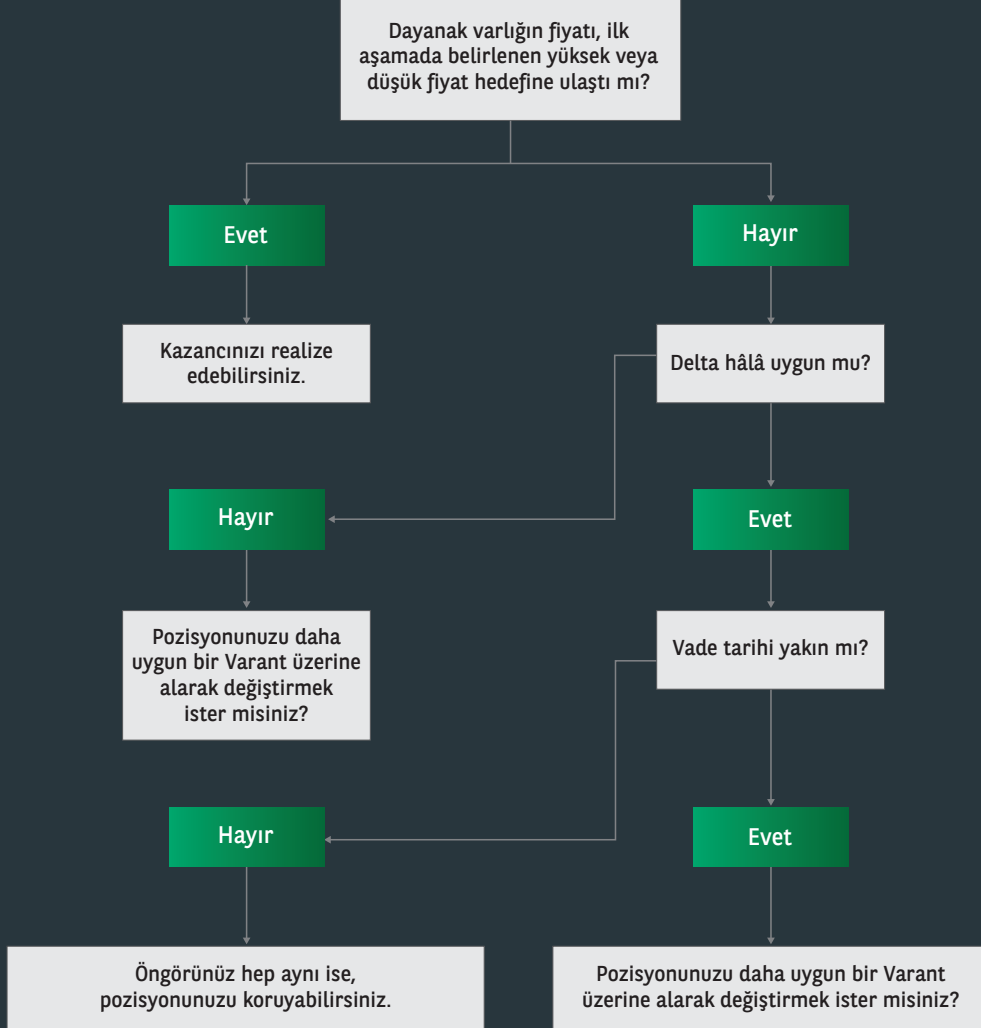 Dayanak varlığın fiyatı, ilk
aşamada belirlenen yüksek veya
düşük fiyat hedefine ulaştı mı?
Evet
Hayır
Kazancınızı realize
edebilirsiniz.
Delta hâlâ uygun mu?
Hayır
Evet
Pozisyonunuzu daha
uygun bir Varant üzerine
alarak değiştirmek
ister misiniz?
Vade tarihi yakın mı?
Hayır
Evet
Öngörünüz hep aynı ise,
pozisyonunuzu koruyabilirsiniz.
Pozisyonunuzu daha uygun bir Varant
üzerine alarak değiştirmek ister misiniz?